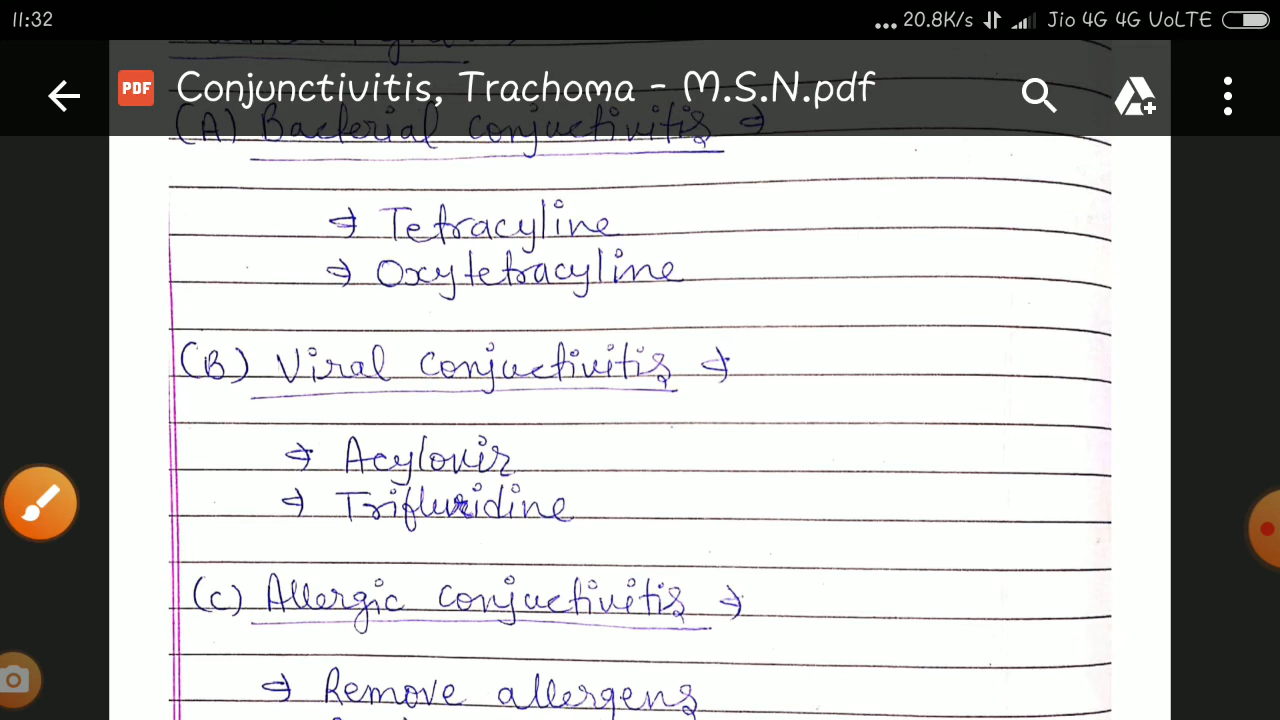 11:32
... 20.8K/s Jio 4G 4G VoLTE
PDF Conjunctivitis, Trachoma - M.S.N.pdf
(A) Bacterial conjuctivitis ⇒
⇒ Tetracyline
⇒ Oxytetracyline
(B) Viral conjuctivitis ⇒
⇒ Acylovir
⇒ Trifluridine
(C) Allergic conjuctivitis ⇒
⇒ Remove allergens